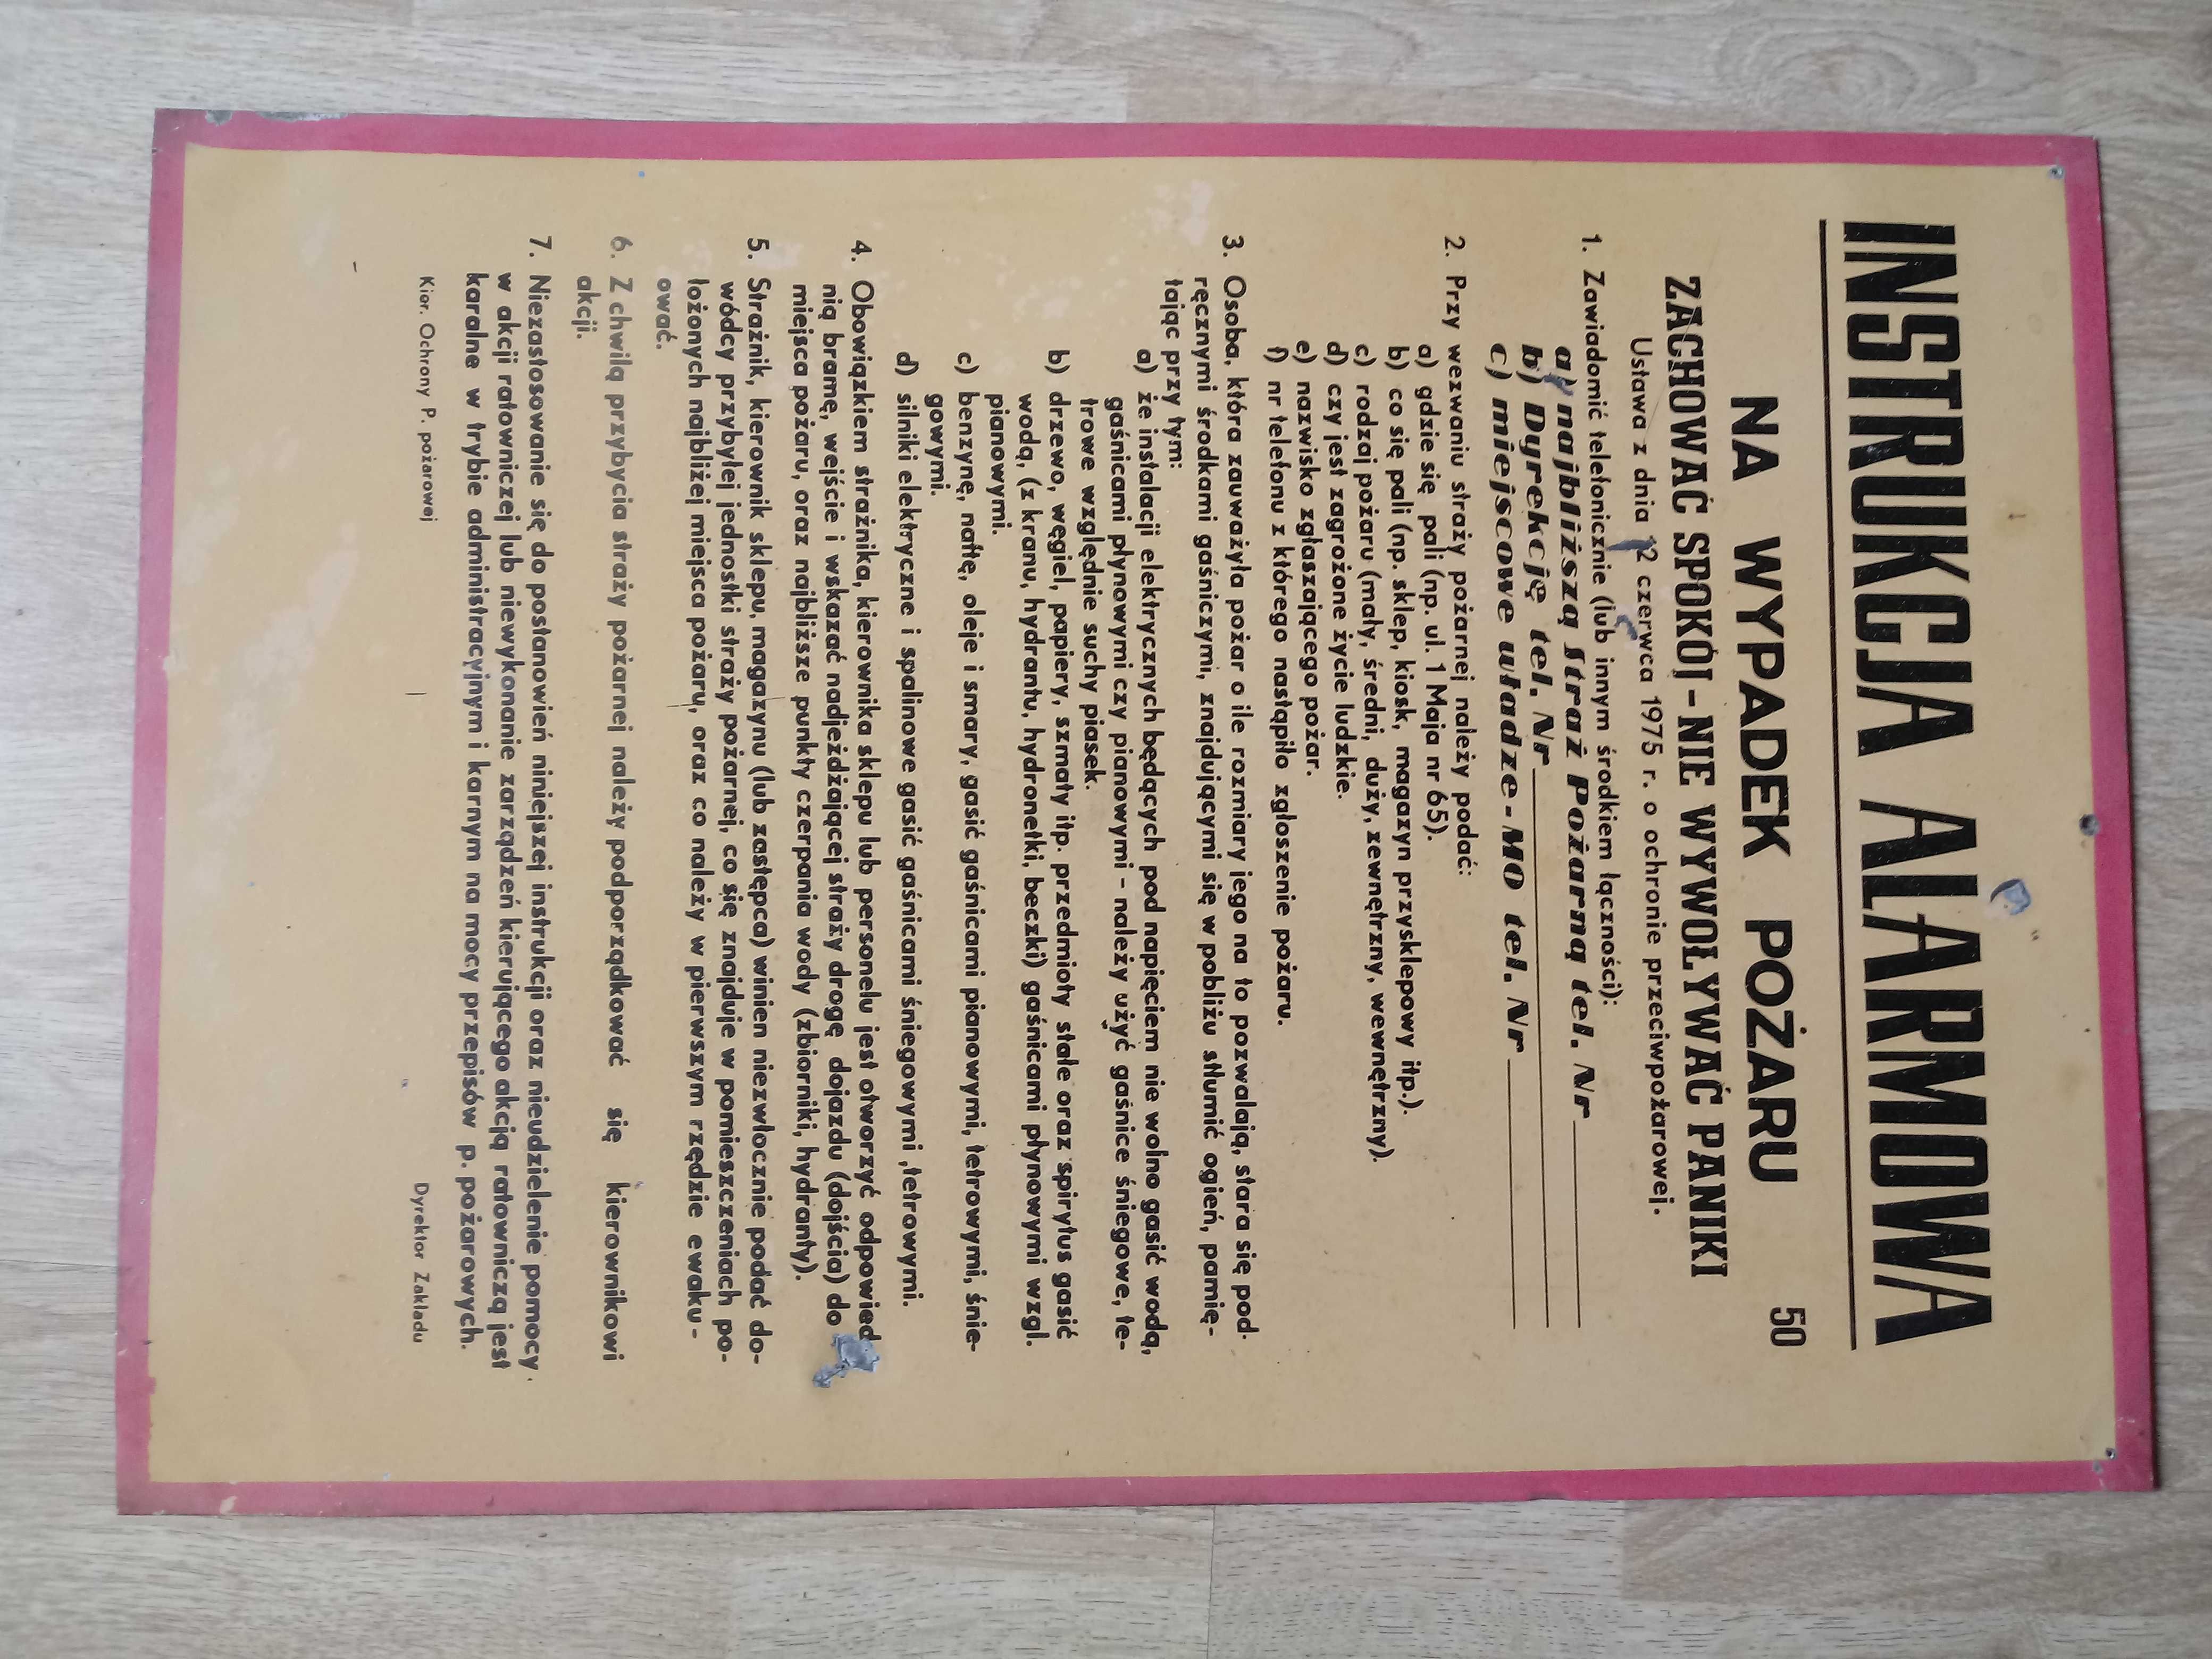 INSTRUKCJA ALARMOWA
NA WYPADEK POŻARU 50
ZACHOWAĆ SPOKÓJ - NIE WYWOŁYWAĆ PANIKI
Ustawa z dnia 12 czerwca 1975 r. o ochronie przeciwpożarowej.
1. Zawiadomić telefonicznie (lub innym środkiem łączności):
a) najbliższą Straż Pożarną tel. Nr
b) Dyrekcję tel. Nr
c) miejscowe władze - MO tel. Nr
2. Przy wezwaniu straży pożarnej należy podać:
a) gdzie się pali (np. ul. 1 Maja nr 65).
b) co się pali (np. sklep, kiosk, magazyn przysklepowy itp.).
c) rodzaj pożaru (mały, średni, duży, zewnętrzny, wewnętrzny).
d) czy jest zagrożone życie ludzkie.
e) nazwisko zgłaszającego pożar.
f) nr telefonu z którego nastąpiło zgłoszenie pożaru.
3. Osoba, która zauważyła pożar o ile rozmiary jego na to pozwalają, stara się pod-
ręcznymi środkami gaśniczymi, znajdującymi się w pobliżu stłumić ogień, pamię-
tając przy tym:
a) że instalacji elektrycznych będących pod napięciem nie wolno gasić wodą,
gaśnicami płynowymi czy pianowymi - należy użyć gaśnice śniegowe, te-
trowe względnie suchy piasek.
b) drzewo, węgiel, papiery, szmaty itp. przedmioty stałe oraz spirytus gasić
wodą, (z kranu, hydrantu, hydronetki, beczki) gaśnicami płynowymi wzgl.
pianowymi.
c) benzynę, naftę, oleje i smary, gasić gaśnicami pianowymi, tetrowymi, śnie-
gowymi.
d) silniki elektryczne i spalinowe gasić gaśnicami śniegowymi ,tetrowymi.
4. Obowiązkiem strażnika, kierownika sklepu lub personelu jest otworzyć odpowied
nią bramę, wejście i wskazać nadjeżdżającej straży drogę dojazdu (dojścia) do
miejsca pożaru, oraz najbliższe punkty czerpania wody (zbiorniki, hydranty).
5. Strażnik, kierownik sklepu, magazynu (lub zastępca) winien niezwłocznie podać do-
wódcy przybyłej jednostki straży pożarnej, co się znajduje w pomieszczeniach po-
łożonych najbliżej miejsca pożaru, oraz co należy w pierwszym rzędzie ewaku-
ować.
6. Z chwilą przybycia straży pożarnej należy podporządkować się kierownikowi
akcji.
7. Niezastosowanie się do postanowień niniejszej instrukcji oraz nieudzielenie pomocy
w akcji ratowniczej lub niewykonanie zarządzeń kierującego akcją ratowniczą jest
karalne w trybie administracyjnym i karnym na mocy przepisów p. pożarowych.
Kier. Ochrony P. pożarowej Dyrektor Zakładu